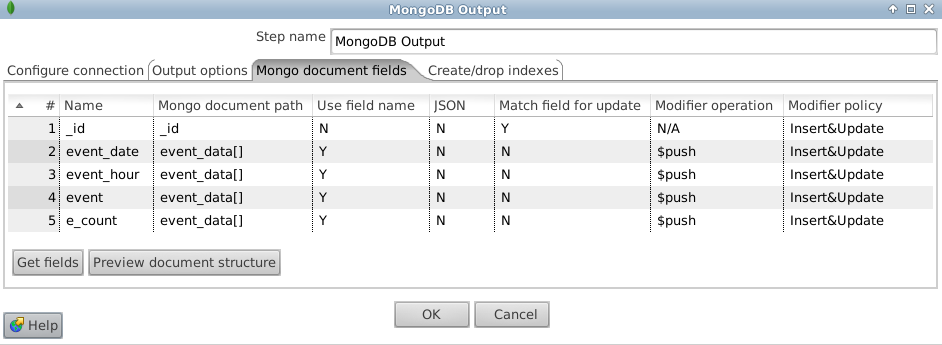 MongoDB Output
Step name MongoDB Output
Configure connection Output options Mongo document fields Create/drop indexes
# Name Mongo document path Use field name JSON Match field for update Modifier operation Modifier policy
1 _id _id N N Y N/A Insert&Update
2 event_date event_data[] Y N N $push Insert&Update
3 event_hour event_data[] Y N N $push Insert&Update
4 event event_data[] Y N N $push Insert&Update
5 e_count event_data[] Y N N $push Insert&Update
Get fields Preview document structure
OK Cancel
Help